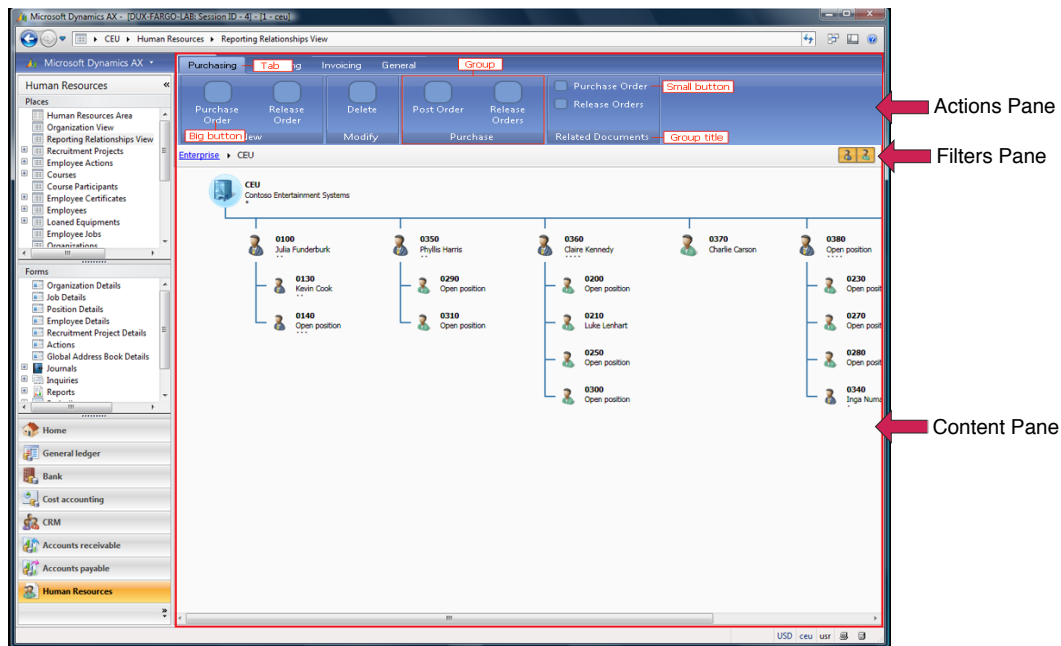 Microsoft Dynamics AX - [DUX-FARGO-LAB: Session ID - 4] - [1 - ceu]
CEU Human Resources Reporting Relationships View
Microsoft Dynamics AX
Human Resources
Places
Human Resources Area
Organization View
Reporting Relationships View
Recruitment Projects
Employee Actions
Courses
Course Participants
Employee Certificates
Employees
Loaned Equipments
Employee Jobs
Organizations
Forms
Organization Details
Job Details
Position Details
Employee Details
Recruitment Project Details
Actions
Global Address Book Details
Journals
Inquiries
Reports
Home
General ledger
Bank
Cost accounting
CRM
Accounts receivable
Accounts payable
Human Resources
Purchasing Tab Invoicing General Group
Purchase Order
Release Order
Big button
Delete
Modify
Post Order
Release Orders
Purchase
Purchase Order Small button
Release Orders
Related Documents Group title
Enterprise CEU
CEU
Contoso Entertainment Systems
0100
Julia Funderburk
0130
Kevin Cook
0140
Open position
0350
Phyllis Harris
0290
Open position
0310
Open position
0360
Claire Kennedy
0200
Open position
0210
Luke Lenhart
0250
Open position
0300
Open position
0370
Charlie Carson
0380
Open position
0230
Open posit
0270
Open posit
0280
Open posit
0340
Inga Numa
USD ceu usr
Actions Pane
Filters Pane
Content Pane